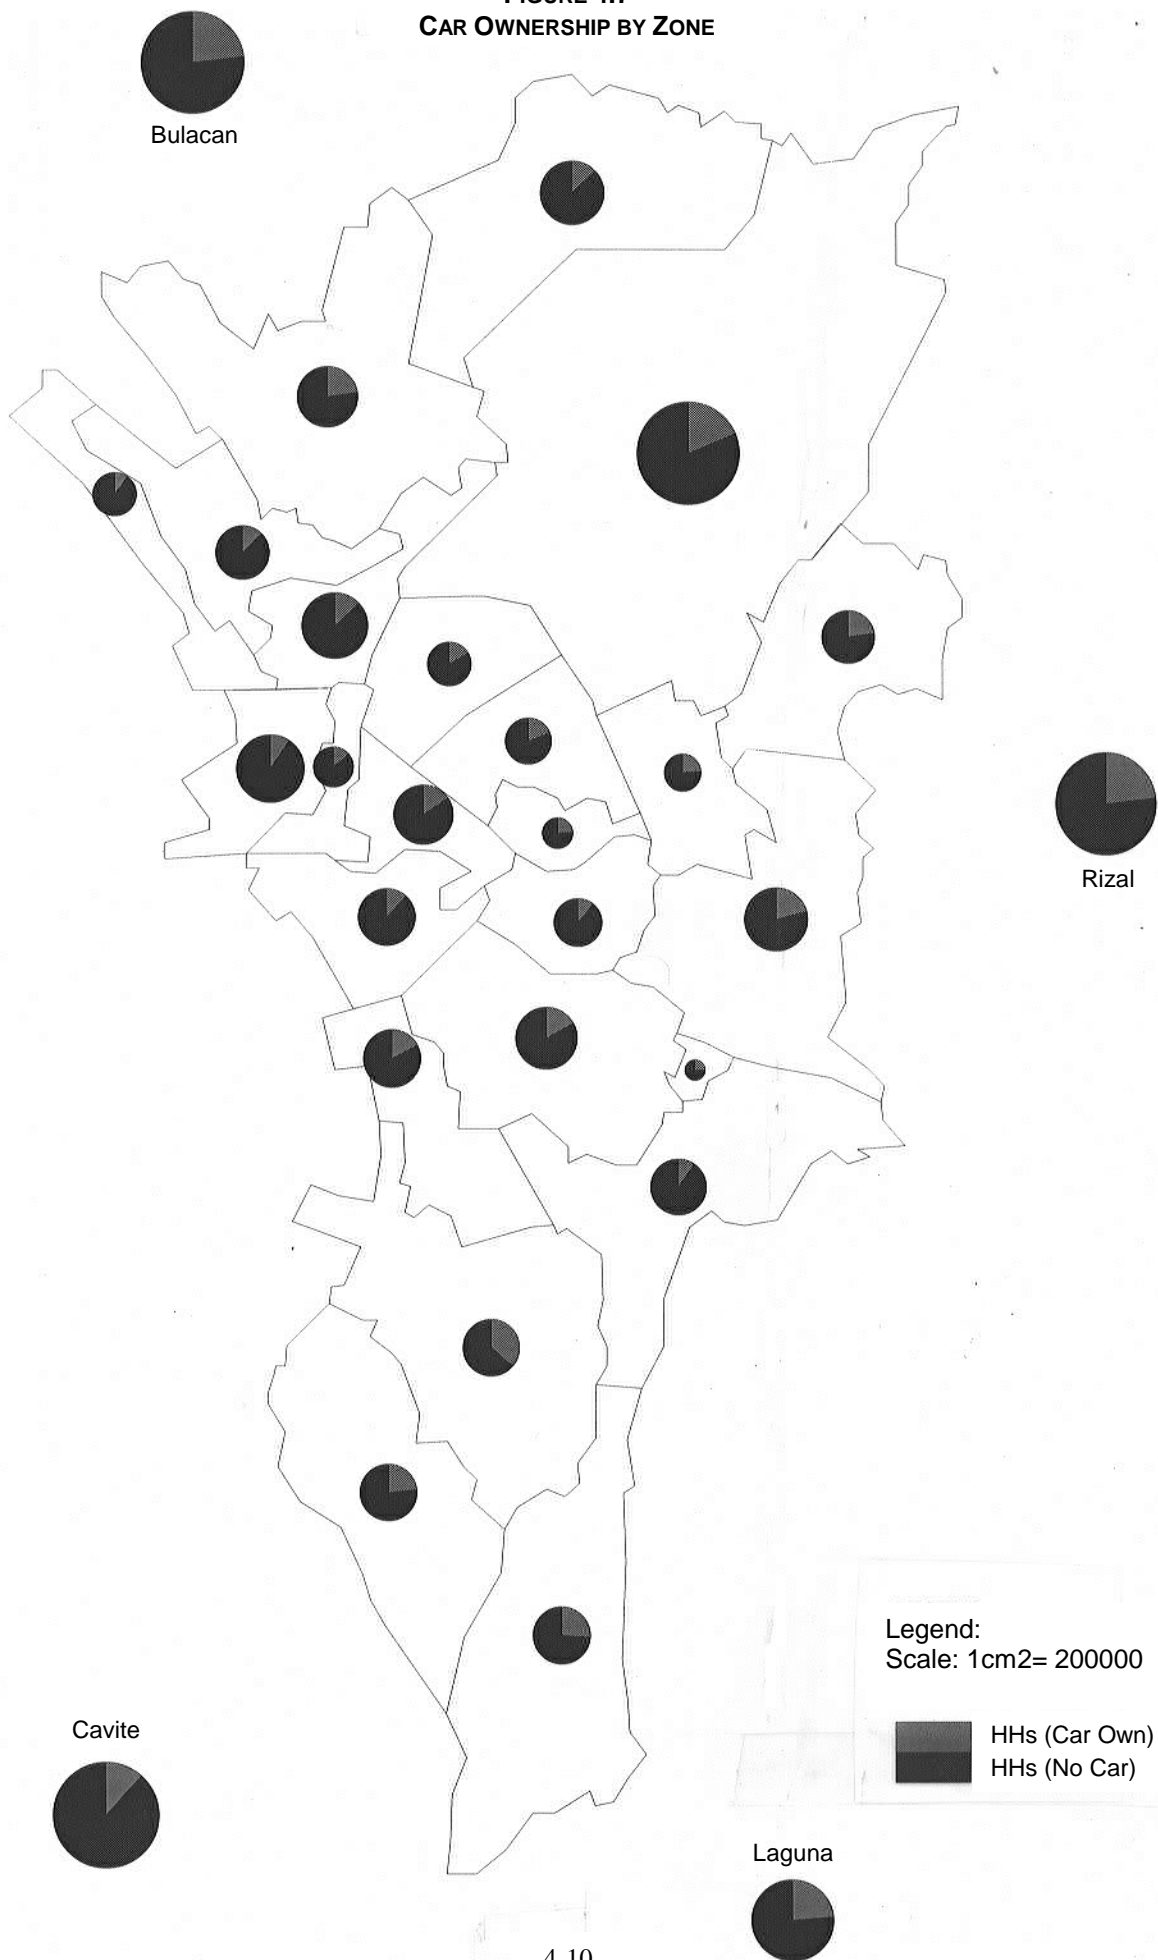 CAR OWNERSHIP BY ZONE
Bulacan
Rizal
Legend:
Scale: 1cm2= 200000
HHs (Car Own)
HHs (No Car)
Cavite
Laguna
4-10